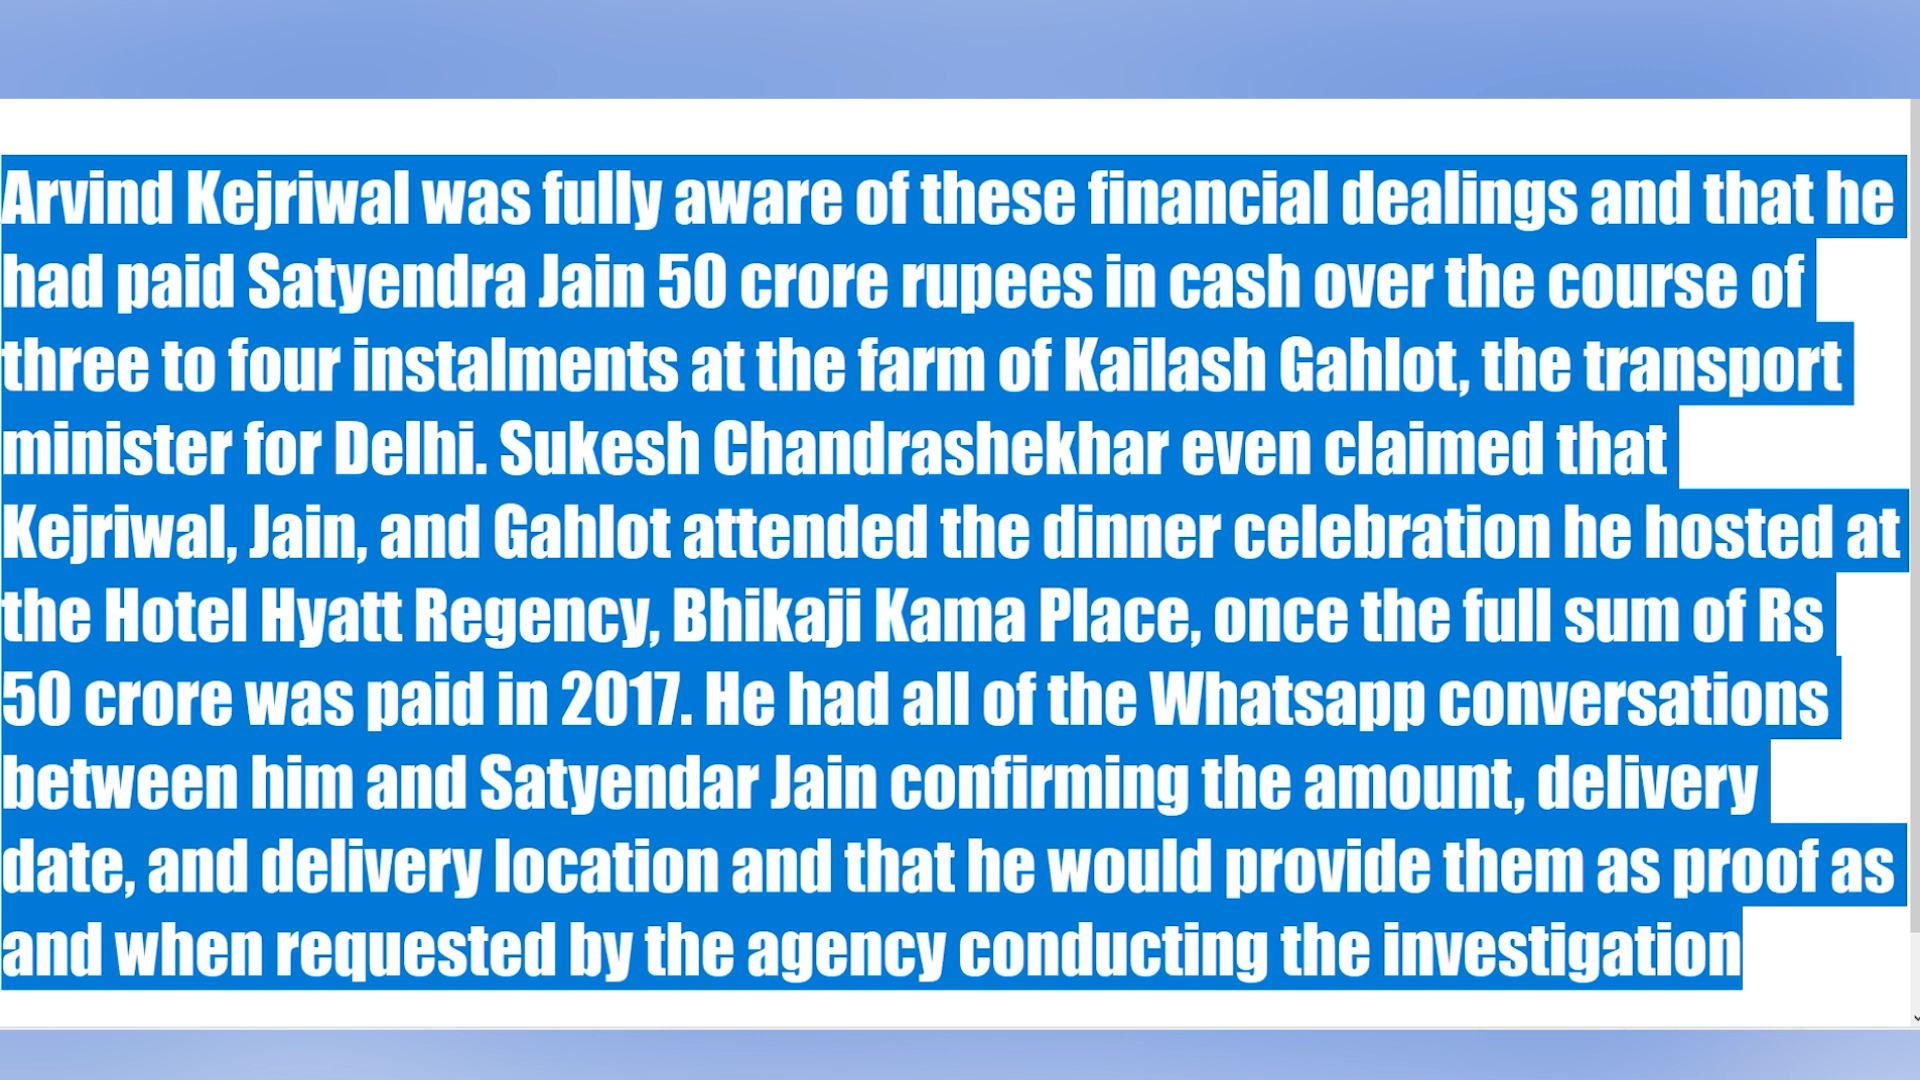 Arvind Kejriwal was fully aware of these financial dealings and that he
had paid Satyendra Jain 50 crore rupees in cash over the course of
three to four instalments at the farm of Kailash Gahlot, the transport
minister for Delhi. Sukesh Chandrashekhar even claimed that
Kejriwal, Jain, and Gahlot attended the dinner celebration he hosted at
the Hotel Hyatt Regency, Bhikaji Kama Place, once the full sum of Rs
50 crore was paid in 2017. He had all of the Whatsapp conversations
between him and Satyendar Jain confirming the amount, delivery
date, and delivery location and that he would provide them as proof as
and when requested by the agency conducting the investigation